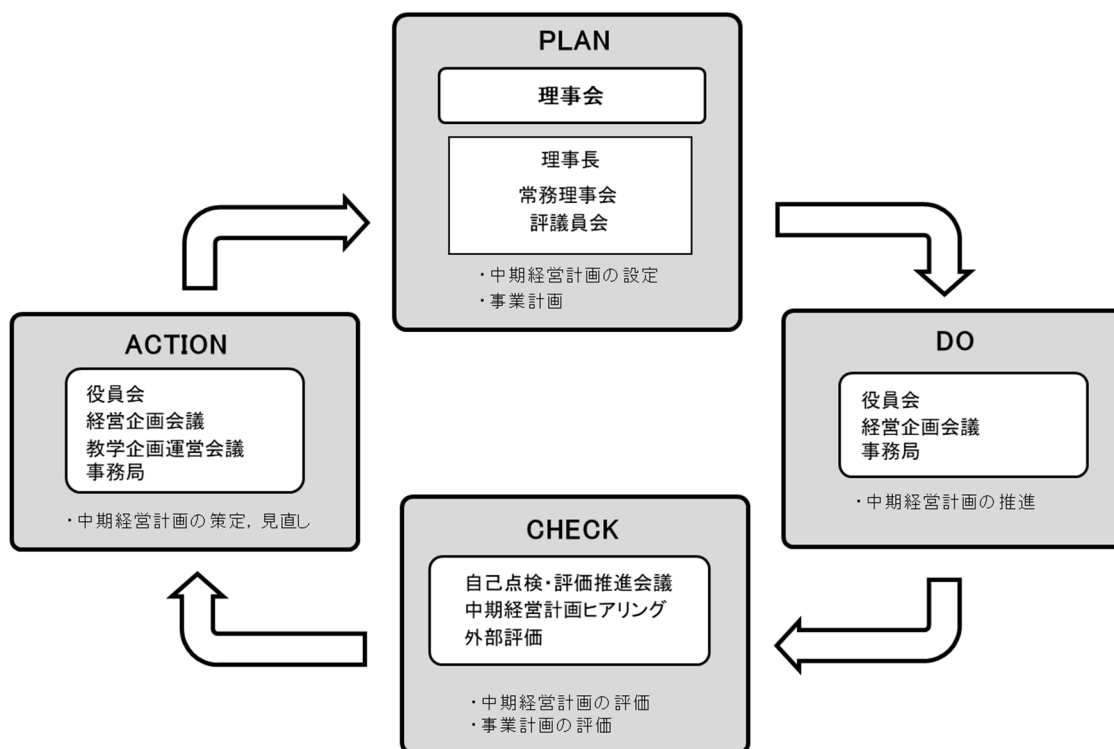 PLAN
理事会
理事長
常務理事会
評議員会
・中期経営計画の設定
・事業計画
ACTION
役員会
経営企画会議
教学企画運営会議
事務局
・中期経営計画の策定，見直し
DO
役員会
経営企画会議
事務局
・中期経営計画の推進
CHECK
自己点検・評価推進会議
中期経営計画ヒアリング
外部評価
・中期経営計画の評価
・事業計画の評価